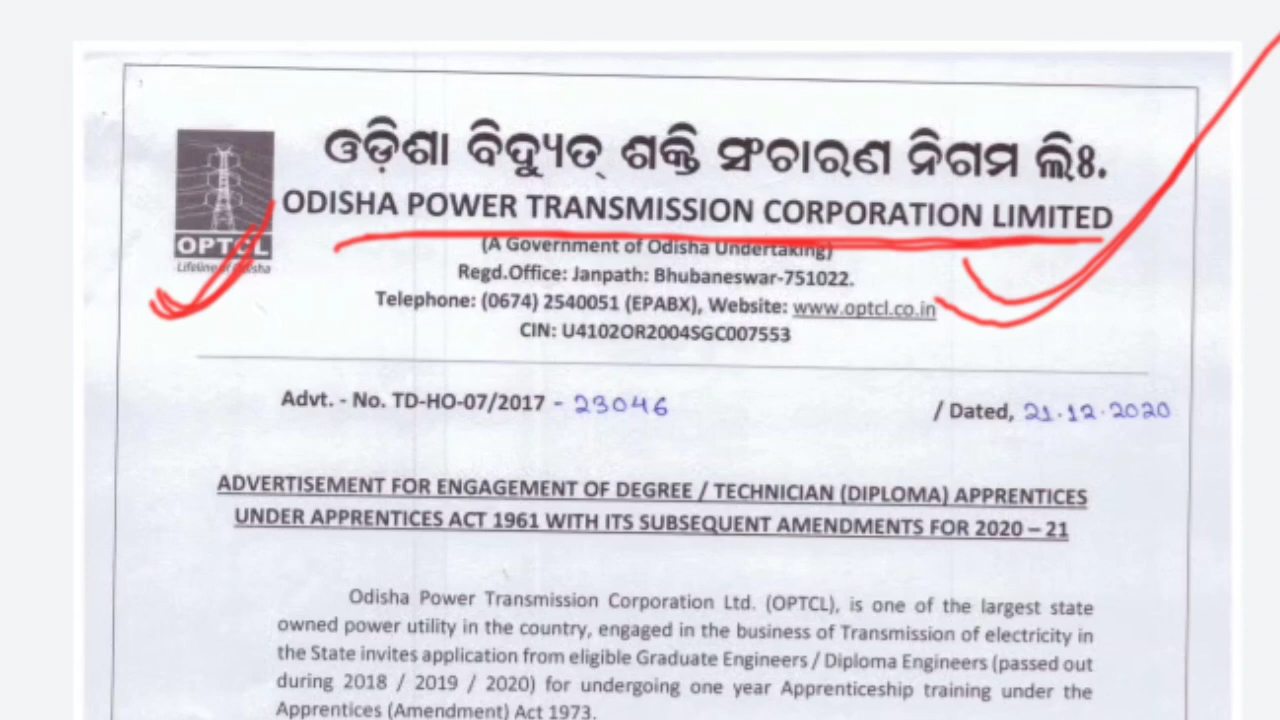 ଓଡ଼ିଶା ବିଦ୍ୟୁତ୍ ଶକ୍ତି ସଂଚାରଣ ନିଗମ ଲିଃ.
ODISHA POWER TRANSMISSION CORPORATION LIMITED
OPTCL
Lifeline of Odisha
(A Government of Odisha Undertaking)
Regd.Office: Janpath: Bhubaneswar-751022.
Telephone: (0674) 2540051 (EPABX), Website: www.optcl.co.in
CIN: U4102OR2004SGC007553
Advt. - No. TD-HO-07/2017 - 23046 / Dated, 21.12.2020
ADVERTISEMENT FOR ENGAGEMENT OF DEGREE / TECHNICIAN (DIPLOMA) APPRENTICES
UNDER APPRENTICES ACT 1961 WITH ITS SUBSEQUENT AMENDMENTS FOR 2020 – 21
Odisha Power Transmission Corporation Ltd. (OPTCL), is one of the largest state
owned power utility in the country, engaged in the business of Transmission of electricity in
the State invites application from eligible Graduate Engineers / Diploma Engineers (passed out
during 2018 / 2019 / 2020) for undergoing one year Apprenticeship training under the
Apprentices (Amendment) Act 1973.